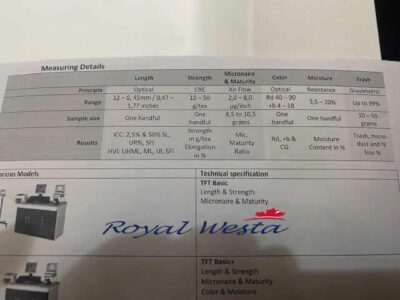 Measuring Details
Length Strength Micronaire & Maturity Color Moisture Trash
Principle Optical CRE Air Flow Optical Resistance Gravimetric
Range 12 – 0, 45mm / 0,47 – 1,77 inches 10 – 50 g/tex 2,0 – 8,0 µg/inch Rd 40 – 90 +b 4 – 18 3,5 – 20% Up to 99%
Sample size One handful One handful 8,5 to 10,5 grams One handful One handful 10 – 50 grams
Results ICC: 2,5% & 50% SL, UR%, SFI HVI: UHML, ML, UI, SFI Strength in g/tex Elongation in % Mic, Maturity Ratio Rd, +b & CG Moisture Content in % Trash, micro-dust and IV loss %
Various Models Technical specification
TFT Basic
Length & Strength
Micronaire & Maturity
Royal Westa
TFT Basic+
Length & Strength
Micronaire & Maturity
Color & Moisture